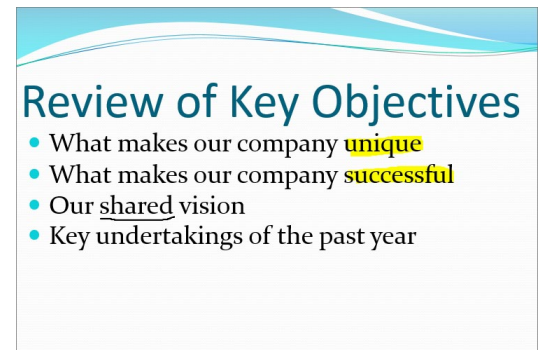 Review of Key Objectives
• What makes our company unique
• What makes our company successful
• Our shared vision
• Key undertakings of the past year